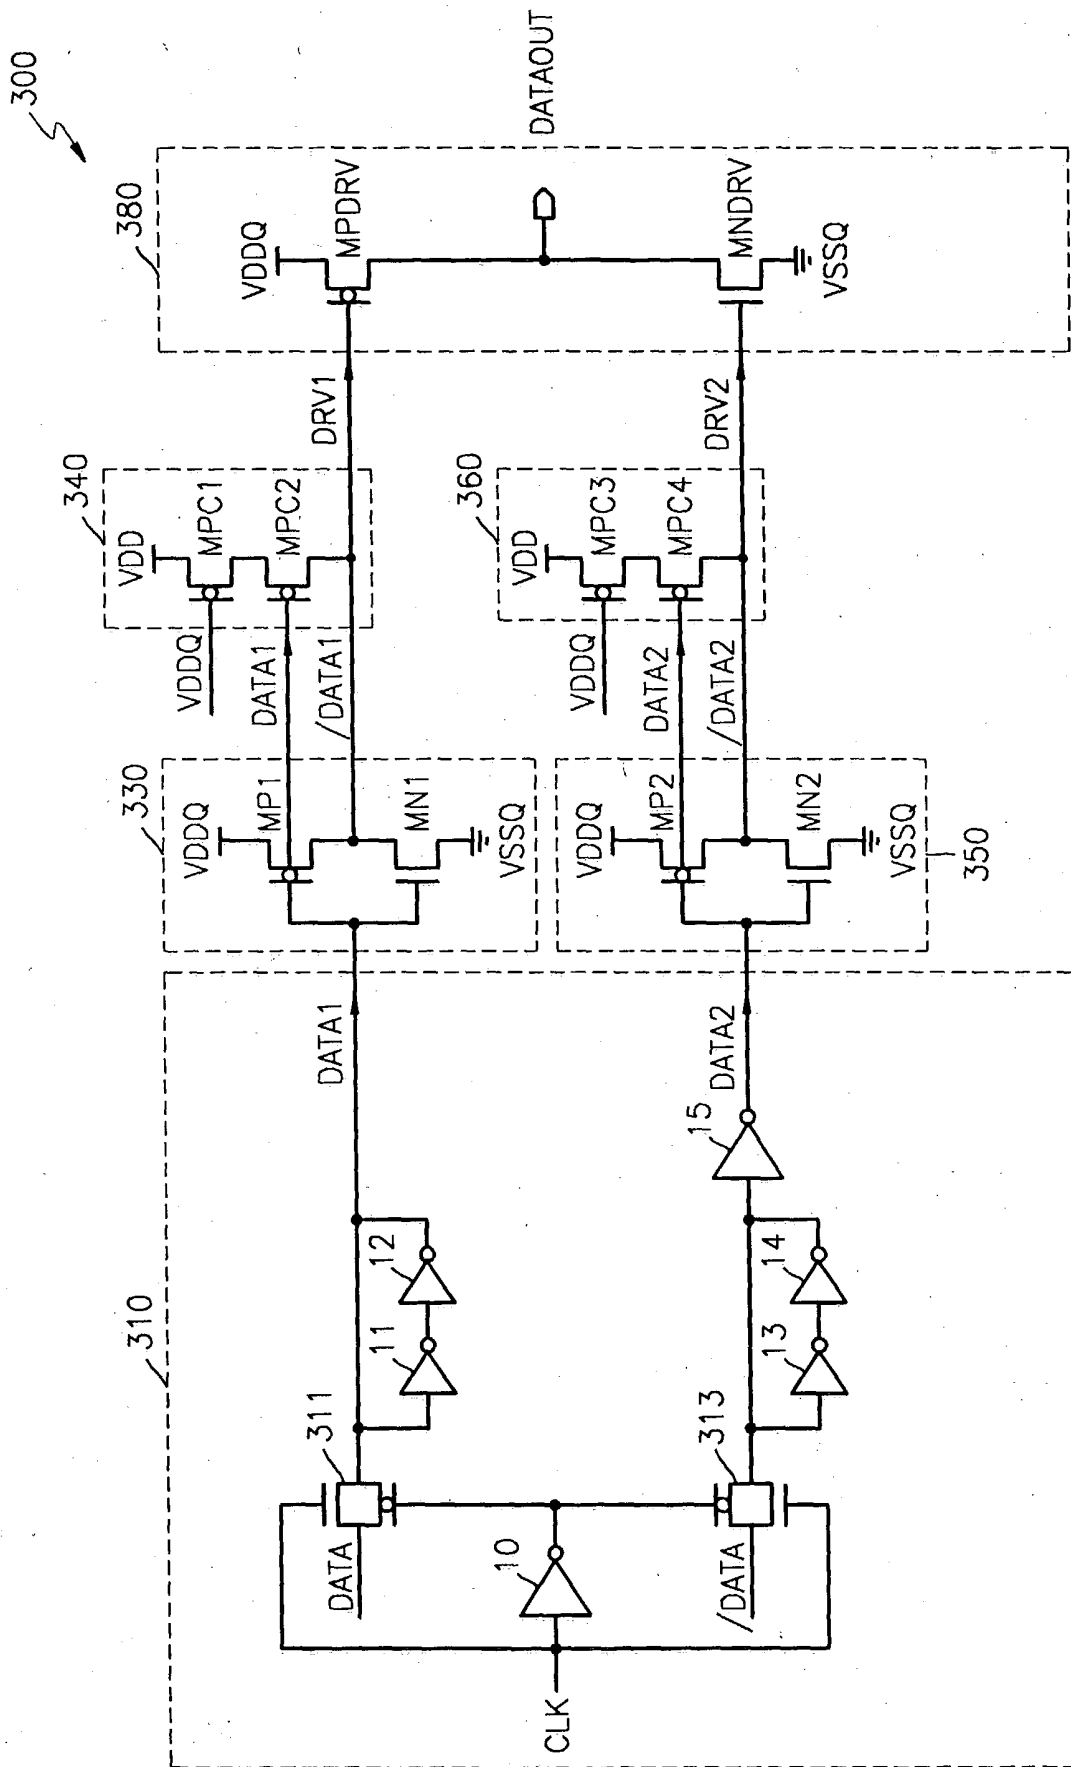 300
310
CLK
10
DATA
311
11
12
DATA1
/DATA
313
13
14
15
DATA2
330
VDDQ
MP1
MN1
VSSQ
VDDQ
MP2
MN2
VSSQ
350
340
VDD
MPC1
MPC2
VDDQ
DATA1
/DATA1
DRV1
360
VDD
MPC3
MPC4
VDDQ
DATA2
/DATA2
DRV2
380
VDDQ
MPDRV
DATAOUT
MNDRV
VSSQ